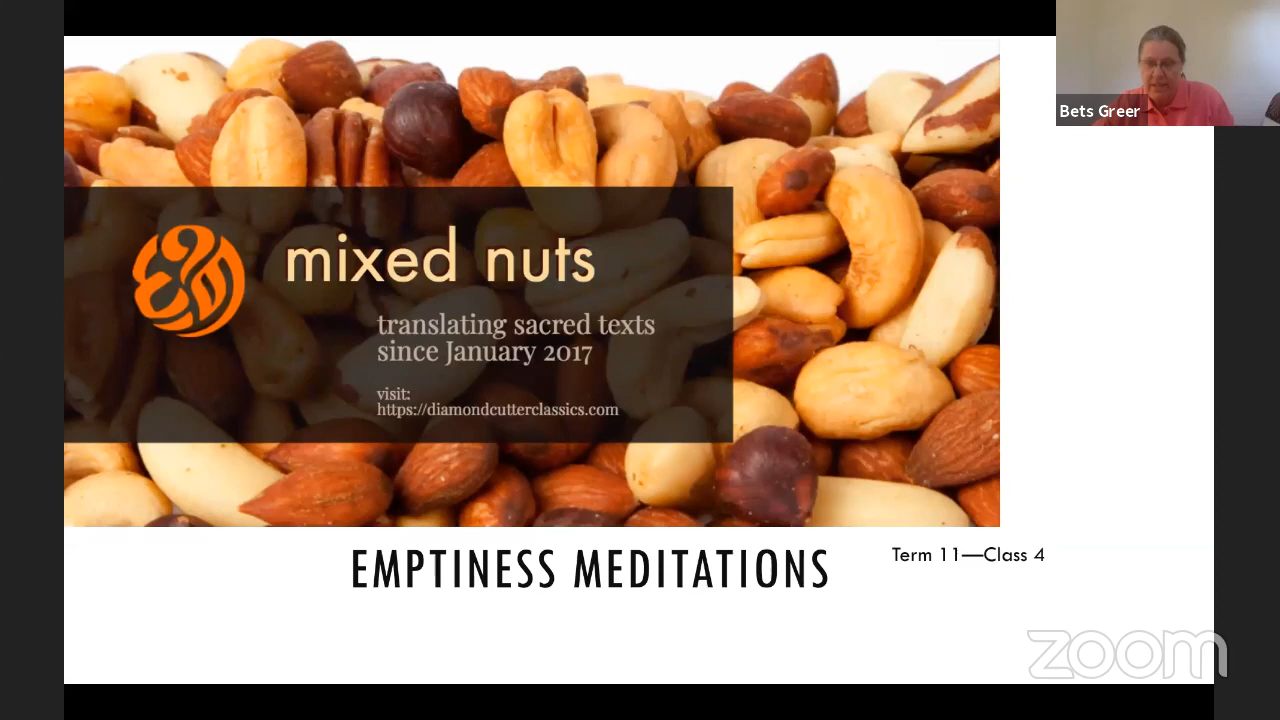 Bets Greer
mixed nuts
translating sacred texts
since January 2017
visit:
https://diamondcutterclassics.com
EMPTINESS MEDITATIONS
Term 11—Class 4
zoom